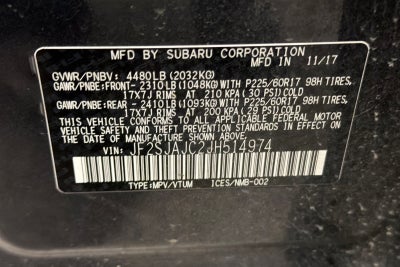 MFD BY SUBARU CORPORATION 11/17
GVWR/PNBV: 4480LB (2032KG)
GAWR/PNBE:FRONT- 2310LB (1048KG)WITH P225/60R17 98H TIRES,
17X7J RIMS, AT 210 KPA (30 PSI)COLD
GAWR/PNBE:REAR - 2410LB (1093KG)WITH P225/60R17 98H TIRES,
17X7J RIMS, AT 200 KPA (29 PSI)COLD
THIS VEHICLE CONFORMS TO ALL APPLICABLE FEDERAL MOTOR
VEHICLE SAFETY, BUMPER, AND THEFT PREVENTION STANDARDS IN EFFECT ON
THE DATE OF MANUFACTURE SHOWN ABOVE.
VIN: JF2SJAJC2JH514974
TYPE:MPV/VTUM ICES/NMB-002